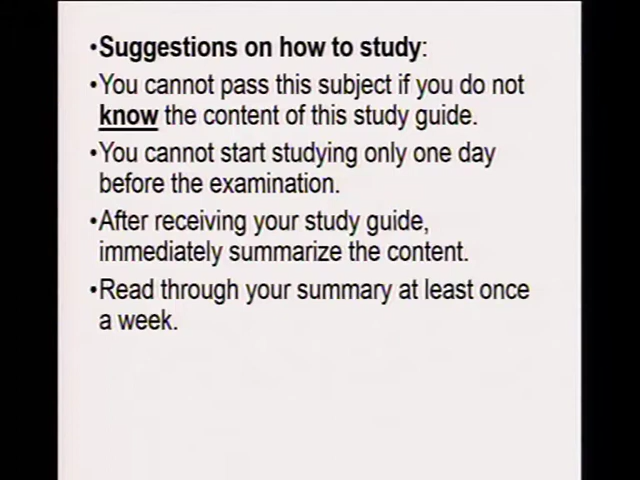 •Suggestions on how to study:
•You cannot pass this subject if you do not
know the content of this study guide.
•You cannot start studying only one day
before the examination.
•After receiving your study guide,
immediately summarize the content.
•Read through your summary at least once
a week.